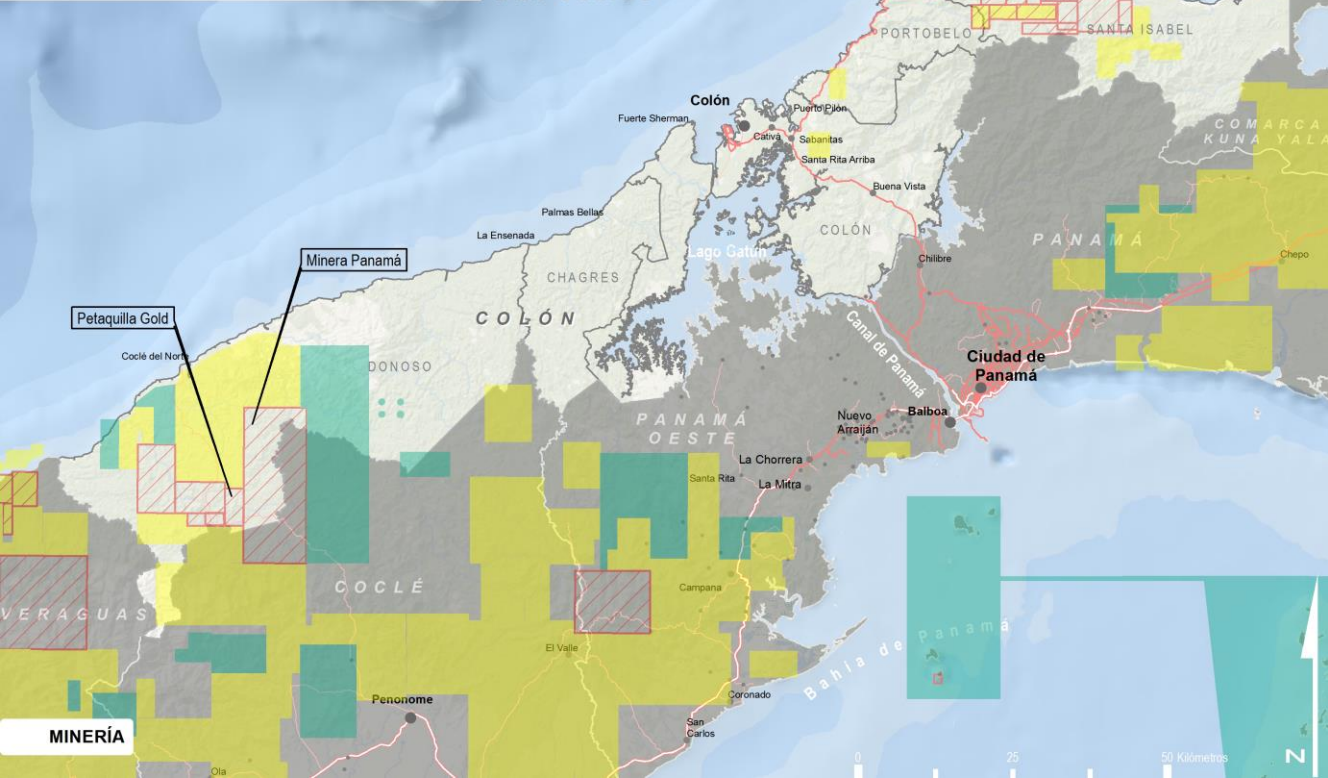 PORTOBELO
SANTA ISABEL
Colón
Puerto Pilón
Fuerte Sherman
Cativá
Sabanitas
Santa Rita Arriba
COMARCA
KUNA YALA
Buena Vista
Palmas Bellas
La Ensenada
COLÓN
PANAMÁ
Lago Gatún
Chilibre
Chepo
Minera Panamá
CHAGRES
Petaquilla Gold
COLÓN
Canal de Panamá
Coclé del Norte
DONOSO
Ciudad de
Panamá
PANAMÁ
OESTE
Nuevo
Arraiján
Balboa
La Chorrera
Santa Rita
La Mitra
COCLÉ
Campana
VERAGUAS
Bahía de Panamá
El Valle
Penonome
Coronado
San
Carlos
MINERÍA
Ola
0 25 50 Kilómetros
N